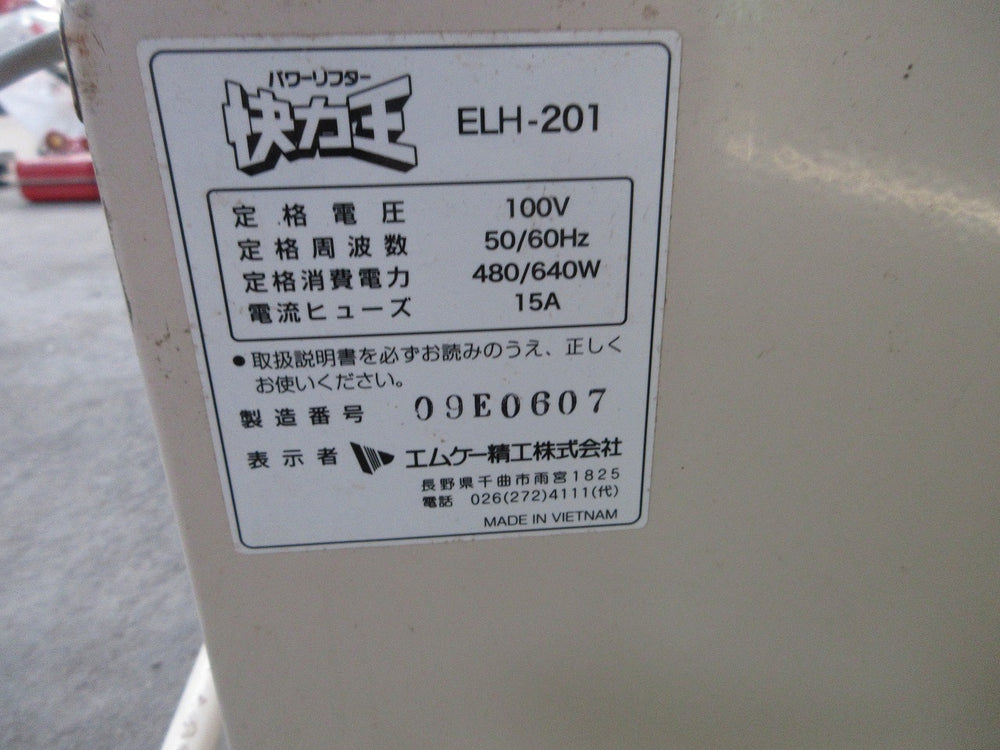 パワーリフター
快力王 ELH-201
定格電圧 100V
定格周波数 50/60Hz
定格消費電力 480/640W
電流ヒューズ 15A
●取扱説明書を必ずお読みのうえ、正しく
お使いください。
製造番号 09E0607
表示者 エムケー精工株式会社
長野県千曲市雨宮1825
電話 026(272)4111(代)
MADE IN VIETNAM